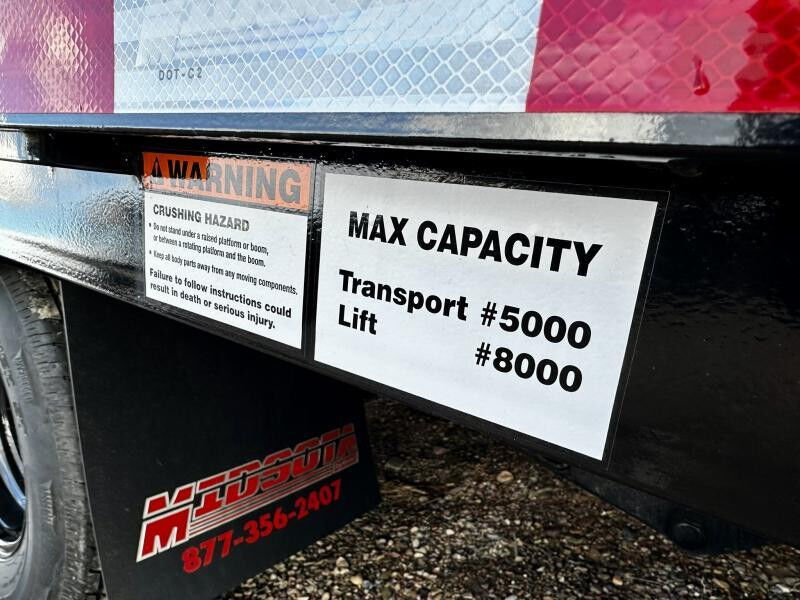 DOT-C2
WARNING
CRUSHING HAZARD
• Do not stand under a raised platform or boom,
or between a rotating platform and the boom.
• Keep all body parts away from any moving components.
Failure to follow instructions could
result in death or serious injury.
MAX CAPACITY
Transport #5000
Lift #8000
MIDSOTA
877-356-2407